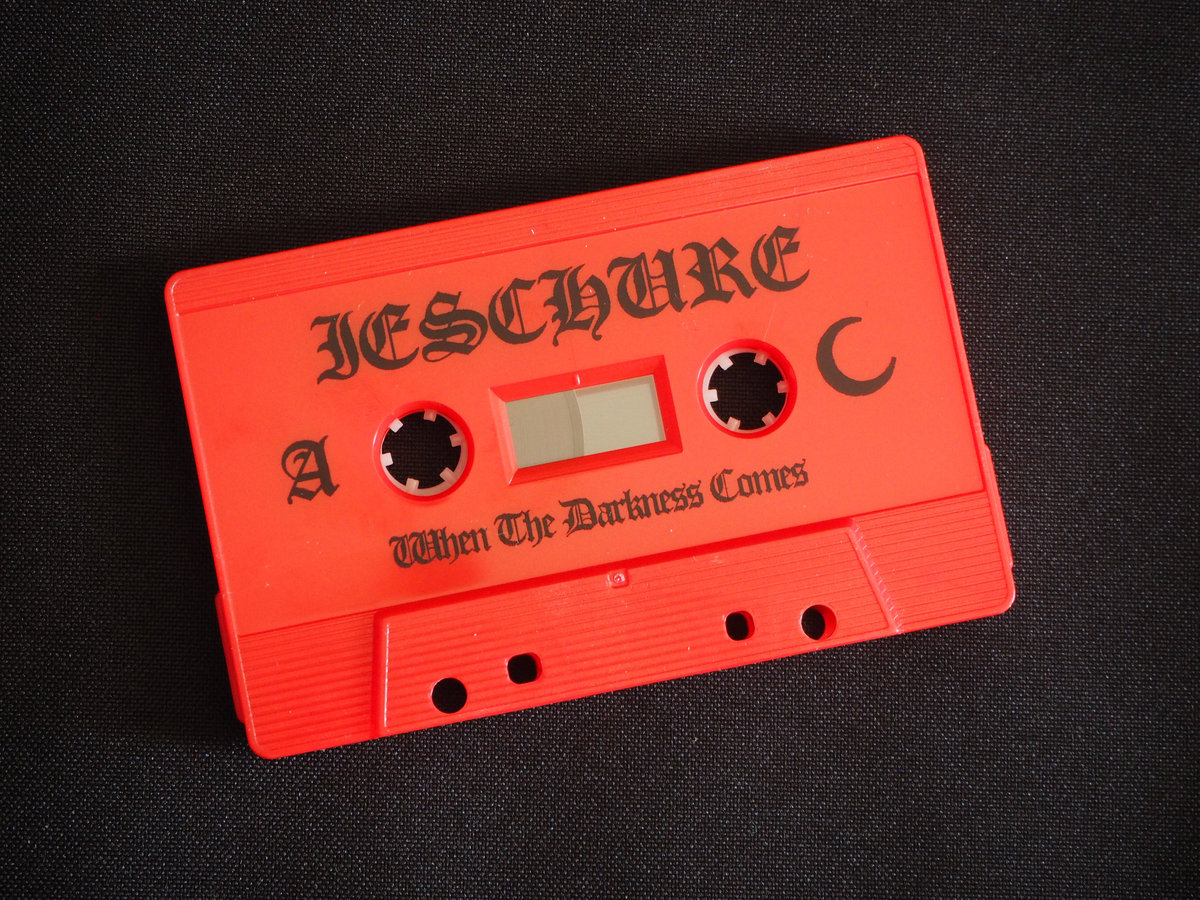 IESCHURE
A
When The Darkness Comes